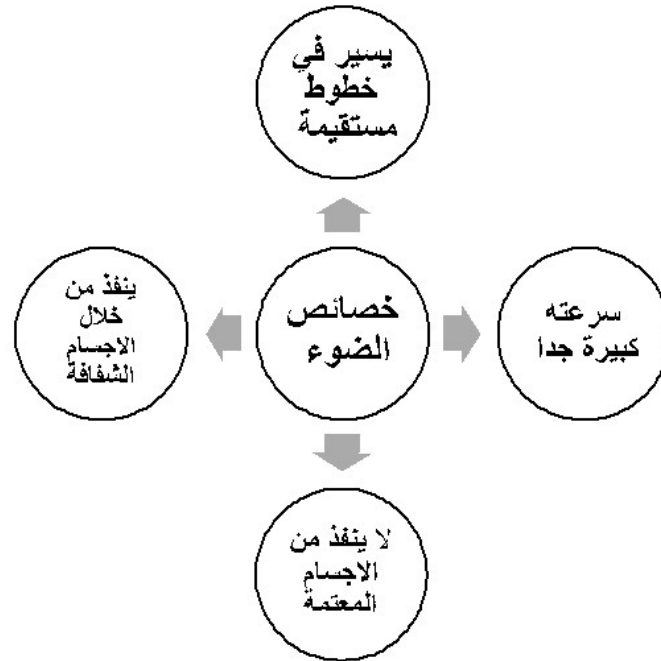 يسير في
خطوط
مستقيمة
خصائص
الضوء
سرعته
كبيرة جدا
ينفذ من
خلال
الاجسام
الشفافة
لا ينفذ من
الاجسام
المعتمة